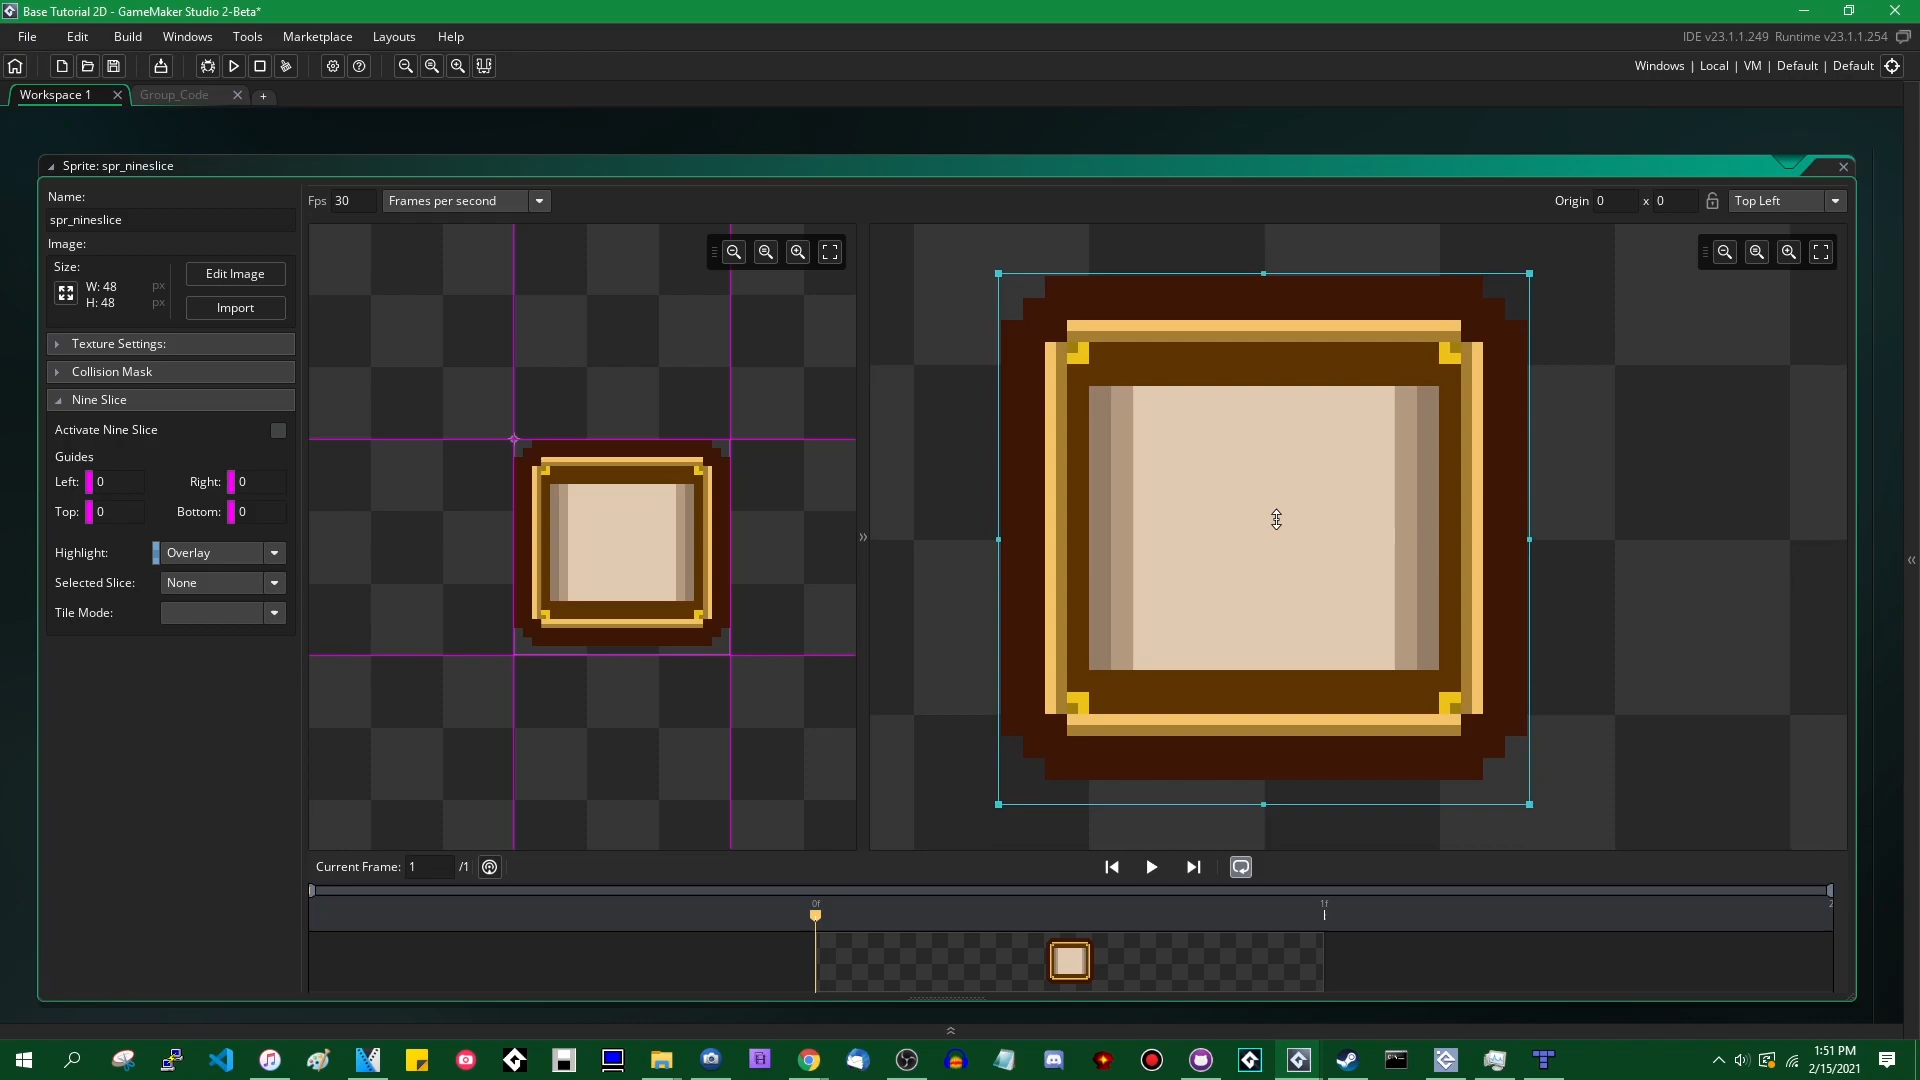 Base Tutorial 2D - GameMaker Studio 2-Beta*
File Edit Build Windows Tools Marketplace Layouts Help
IDE v23.1.1.249 Runtime v23.1.1.254
Windows | Local | VM | Default | Default
Workspace 1
Group_Code
Sprite: spr_nineslice
Name:
spr_nineslice
Fps 30 Frames per second
Origin 0 x 0 Top Left
Image:
Size:
W: 48 px
H: 48 px
Edit Image
Import
Texture Settings:
Collision Mask
Nine Slice
Activate Nine Slice
Guides
Left: 0 Right: 0
Top: 0 Bottom: 0
Highlight: Overlay
Selected Slice: None
Tile Mode:
Current Frame: 1 /1
0f 1f 2
1:51 PM
2/15/2021